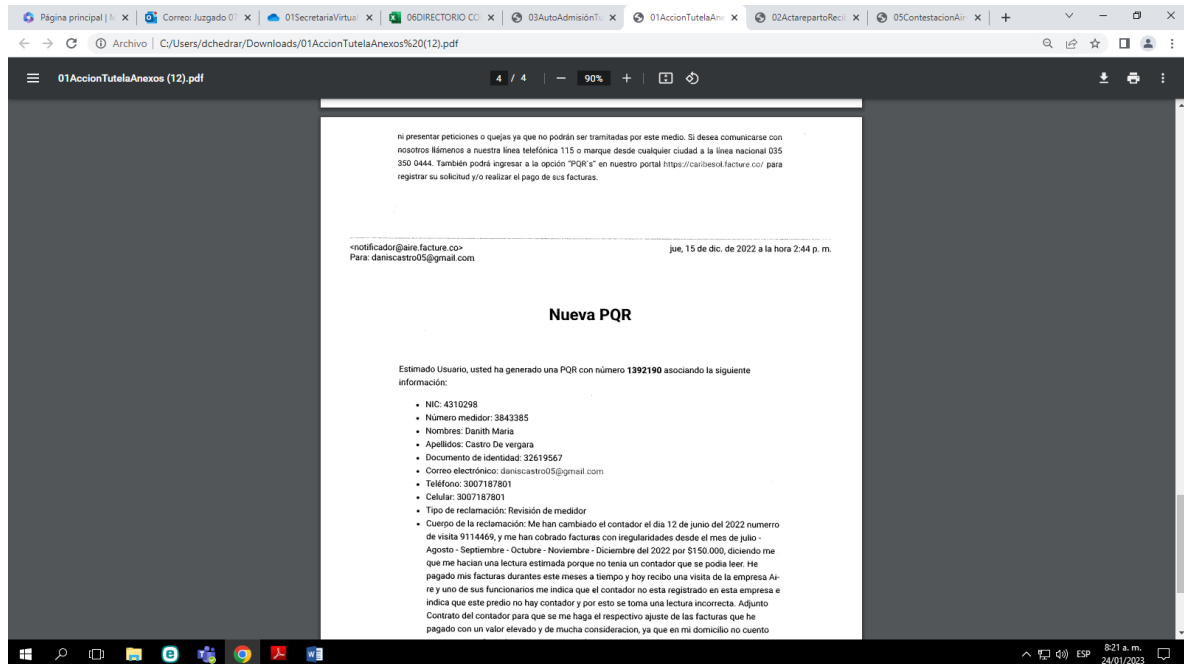 Página principal | M
Correo: Juzgado 07
01SecretariaVirtual
06DIRECTORIO CO
03AutoAdmisiónTu
01AccionTutelaAne
02ActarepartoRecil
05ContestacionAir
Archivo | C:/Users/dchedrar/Downloads/01AccionTutelaAnexos%20(12).pdf
01AccionTutelaAnexos (12).pdf
4 / 4
90%
ni presentar peticiones o quejas ya que no podrán ser tramitadas por este medio. Si desea comunicarse con
nosotros llámenos a nuestra línea telefónica 115 o marque desde cualquier ciudad a la línea nacional 035
350 0444. También podrá ingresar a la opción "PQR's" en nuestro portal https://caribesol.facture.co/ para
registrar su solicitud y/o realizar el pago de sus facturas.
<notificador@aire.facture.co>
jue, 15 de dic. de 2022 a la hora 2:44 p. m.
Para: daniscastro05@gmail.com
Nueva PQR
Estimado Usuario, usted ha generado una PQR con número 1392190 asociando la siguiente
información:
• NIC: 4310298
• Número medidor: 3843385
• Nombres: Danith Maria
• Apellidos: Castro De vergara
• Documento de identidad: 32619567
• Correo electrónico: daniscastro05@gmail.com
• Teléfono: 3007187801
• Celular: 3007187801
• Tipo de reclamación: Revisión de medidor
• Cuerpo de la reclamación: Me han cambiado el contador el dia 12 de junio del 2022 numerro
de visita 9114469, y me han cobrado facturas con iregularidades desde el mes de julio -
Agosto - Septiembre - Octubre - Noviembre - Diciembre del 2022 por $150.000, diciendo me
que me hacian una lectura estimada porque no tenia un contador que se podia leer. He
pagado mis facturas durantes este meses a tiempo y hoy recibo una visita de la empresa Ai-
re y uno de sus funcionarios me indica que el contador no esta registrado en esta empresa e
indica que este predio no hay contador y por esto se toma una lectura incorrecta. Adjunto
Contrato del contador para que se me haga el respectivo ajuste de las facturas que he
pagado con un valor elevado y de mucha consideracion, ya que en mi domicilio no cuento
ESP
8:21 a. m.
24/01/2023